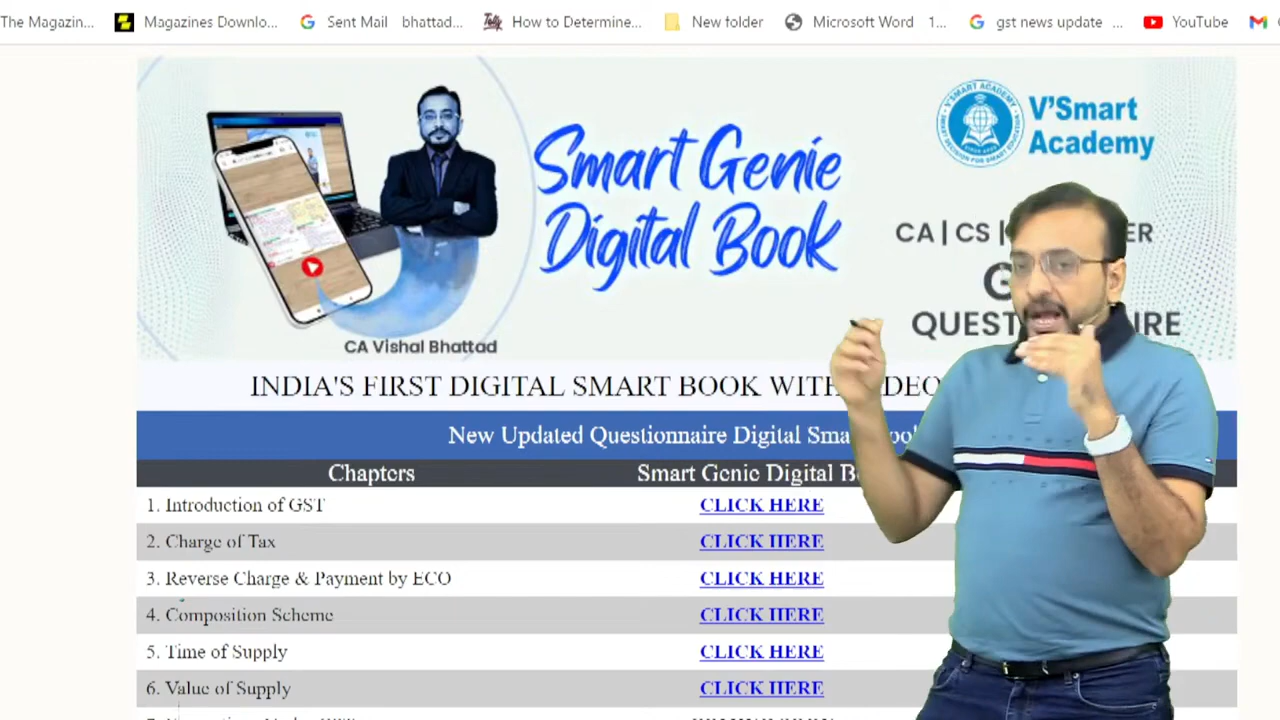 The Magazin...
Magazines Downlo...
Sent Mail bhattad...
How to Determine...
New folder
Microsoft Word 1...
gst news update ...
YouTube
V'SMART ACADEMY
V'Smart
Academy
Smart Genie
Digital Book
CA | CS |
CA Vishal Bhattad
INDIA'S FIRST DIGITAL SMART BOOK WITH
New Updated Questionnaire Digital
Chapters
Smart Genie Digital
1. Introduction of GST
CLICK HERE
2. Charge of Tax
CLICK HERE
3. Reverse Charge & Payment by ECO
CLICK HERE
4. Composition Scheme
CLICK HERE
5. Time of Supply
CLICK HERE
6. Value of Supply
CLICK HERE